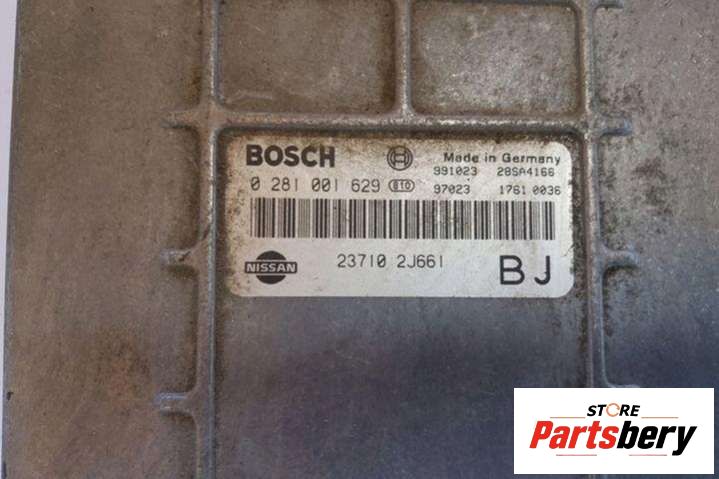 BOSCH
Made in Germany
991023 28SA4166
0 281 001 629 810
97023 1761 0036
NISSAN
23710 2J661
BJ
STORE
Partsbery